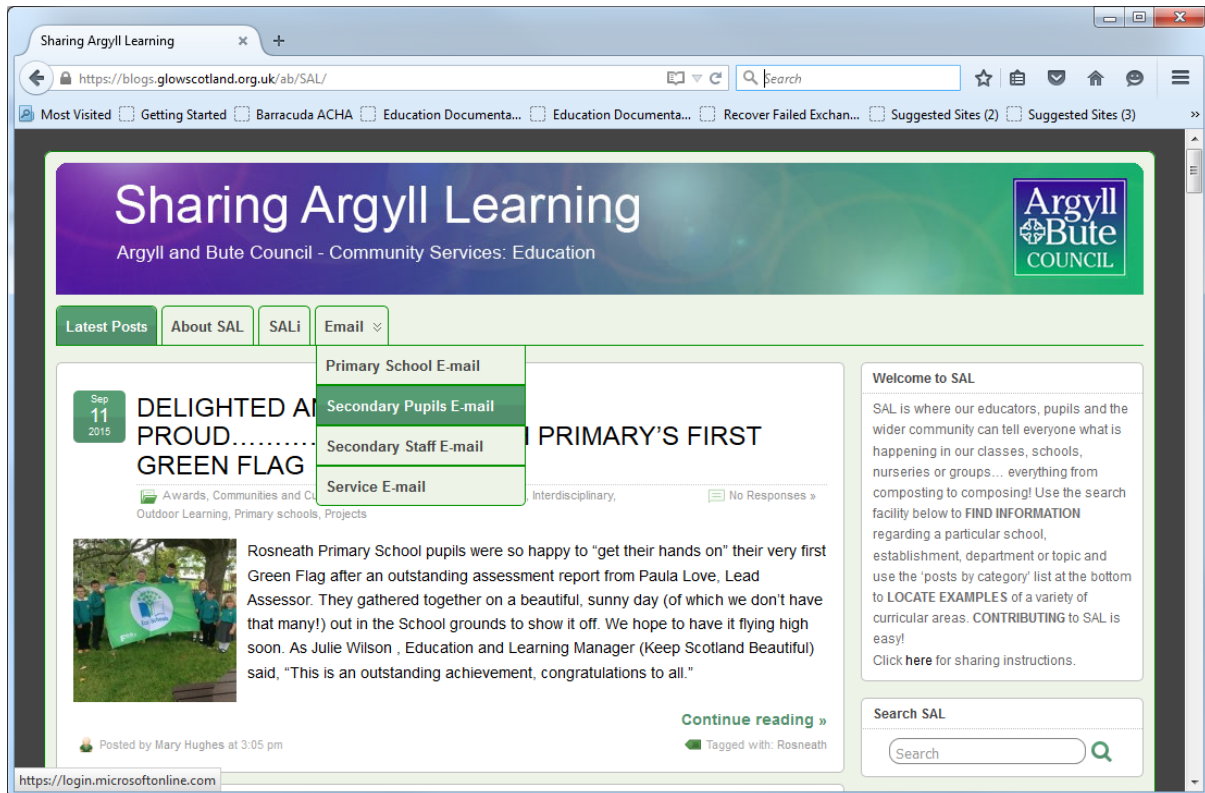 Sharing Argyll Learning
https://blogs.glowscotland.org.uk/ab/SAL/
Search
Most Visited Getting Started Barracuda ACHA Education Documenta... Education Documenta... Recover Failed Exchan... Suggested Sites (2) Suggested Sites (3) »
Sharing Argyll Learning
Argyll and Bute Council - Community Services: Education
Argyll
&Bute
COUNCIL
Latest Posts About SAL SALi Email
Primary School E-mail
Secondary Pupils E-mail
Secondary Staff E-mail
Service E-mail
Sep
11
2015
DELIGHTED
PROUD………… PRIMARY’S FIRST
GREEN FLAG
Awards, Communities and Interdisciplinary,
Outdoor Learning, Primary schools, Projects
No Responses »
Rosneath Primary School pupils were so happy to “get their hands on” their very first
Green Flag after an outstanding assessment report from Paula Love, Lead
Assessor. They gathered together on a beautiful, sunny day (of which we don’t have
that many!) out in the School grounds to show it off. We hope to have it flying high
soon. As Julie Wilson , Education and Learning Manager (Keep Scotland Beautiful)
said, “This is an outstanding achievement, congratulations to all.”
Continue reading »
Posted by Mary Hughes at 3:05 pm
Tagged with: Rosneath
Welcome to SAL
SAL is where our educators, pupils and the
wider community can tell everyone what is
happening in our classes, schools,
nurseries or groups… everything from
composting to composing! Use the search
facility below to FIND INFORMATION
regarding a particular school,
establishment, department or topic and
use the ‘posts by category’ list at the bottom
to LOCATE EXAMPLES of a variety of
curricular areas. CONTRIBUTING to SAL is
easy!
Click here for sharing instructions.
Search SAL
Search
https://login.microsoftonline.com